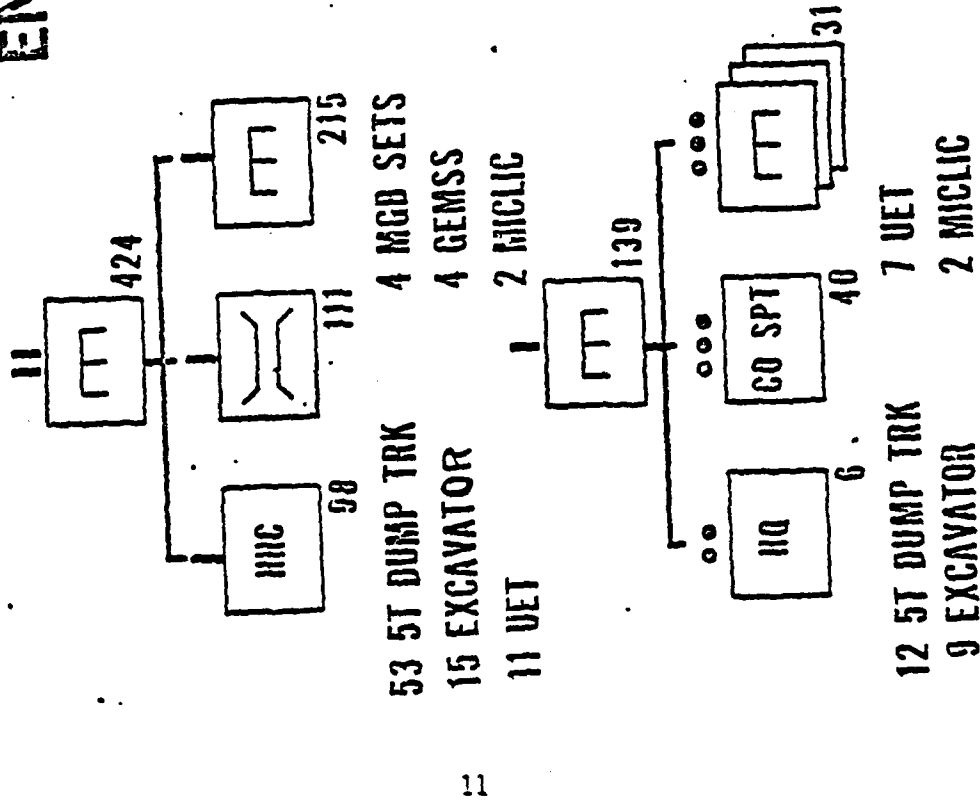 EN
II
E
424
HHC
98
111
E
215
53 5T DUMP TRK
15 EXCAVATOR
11 UET
4 MGB SETS
4 GEMSS
2 MICLIC
I
E
139
HQ
6
CO SPT
40
E
31
12 5T DUMP TRK
9 EXCAVATOR
7 UET
2 MICLIC
11